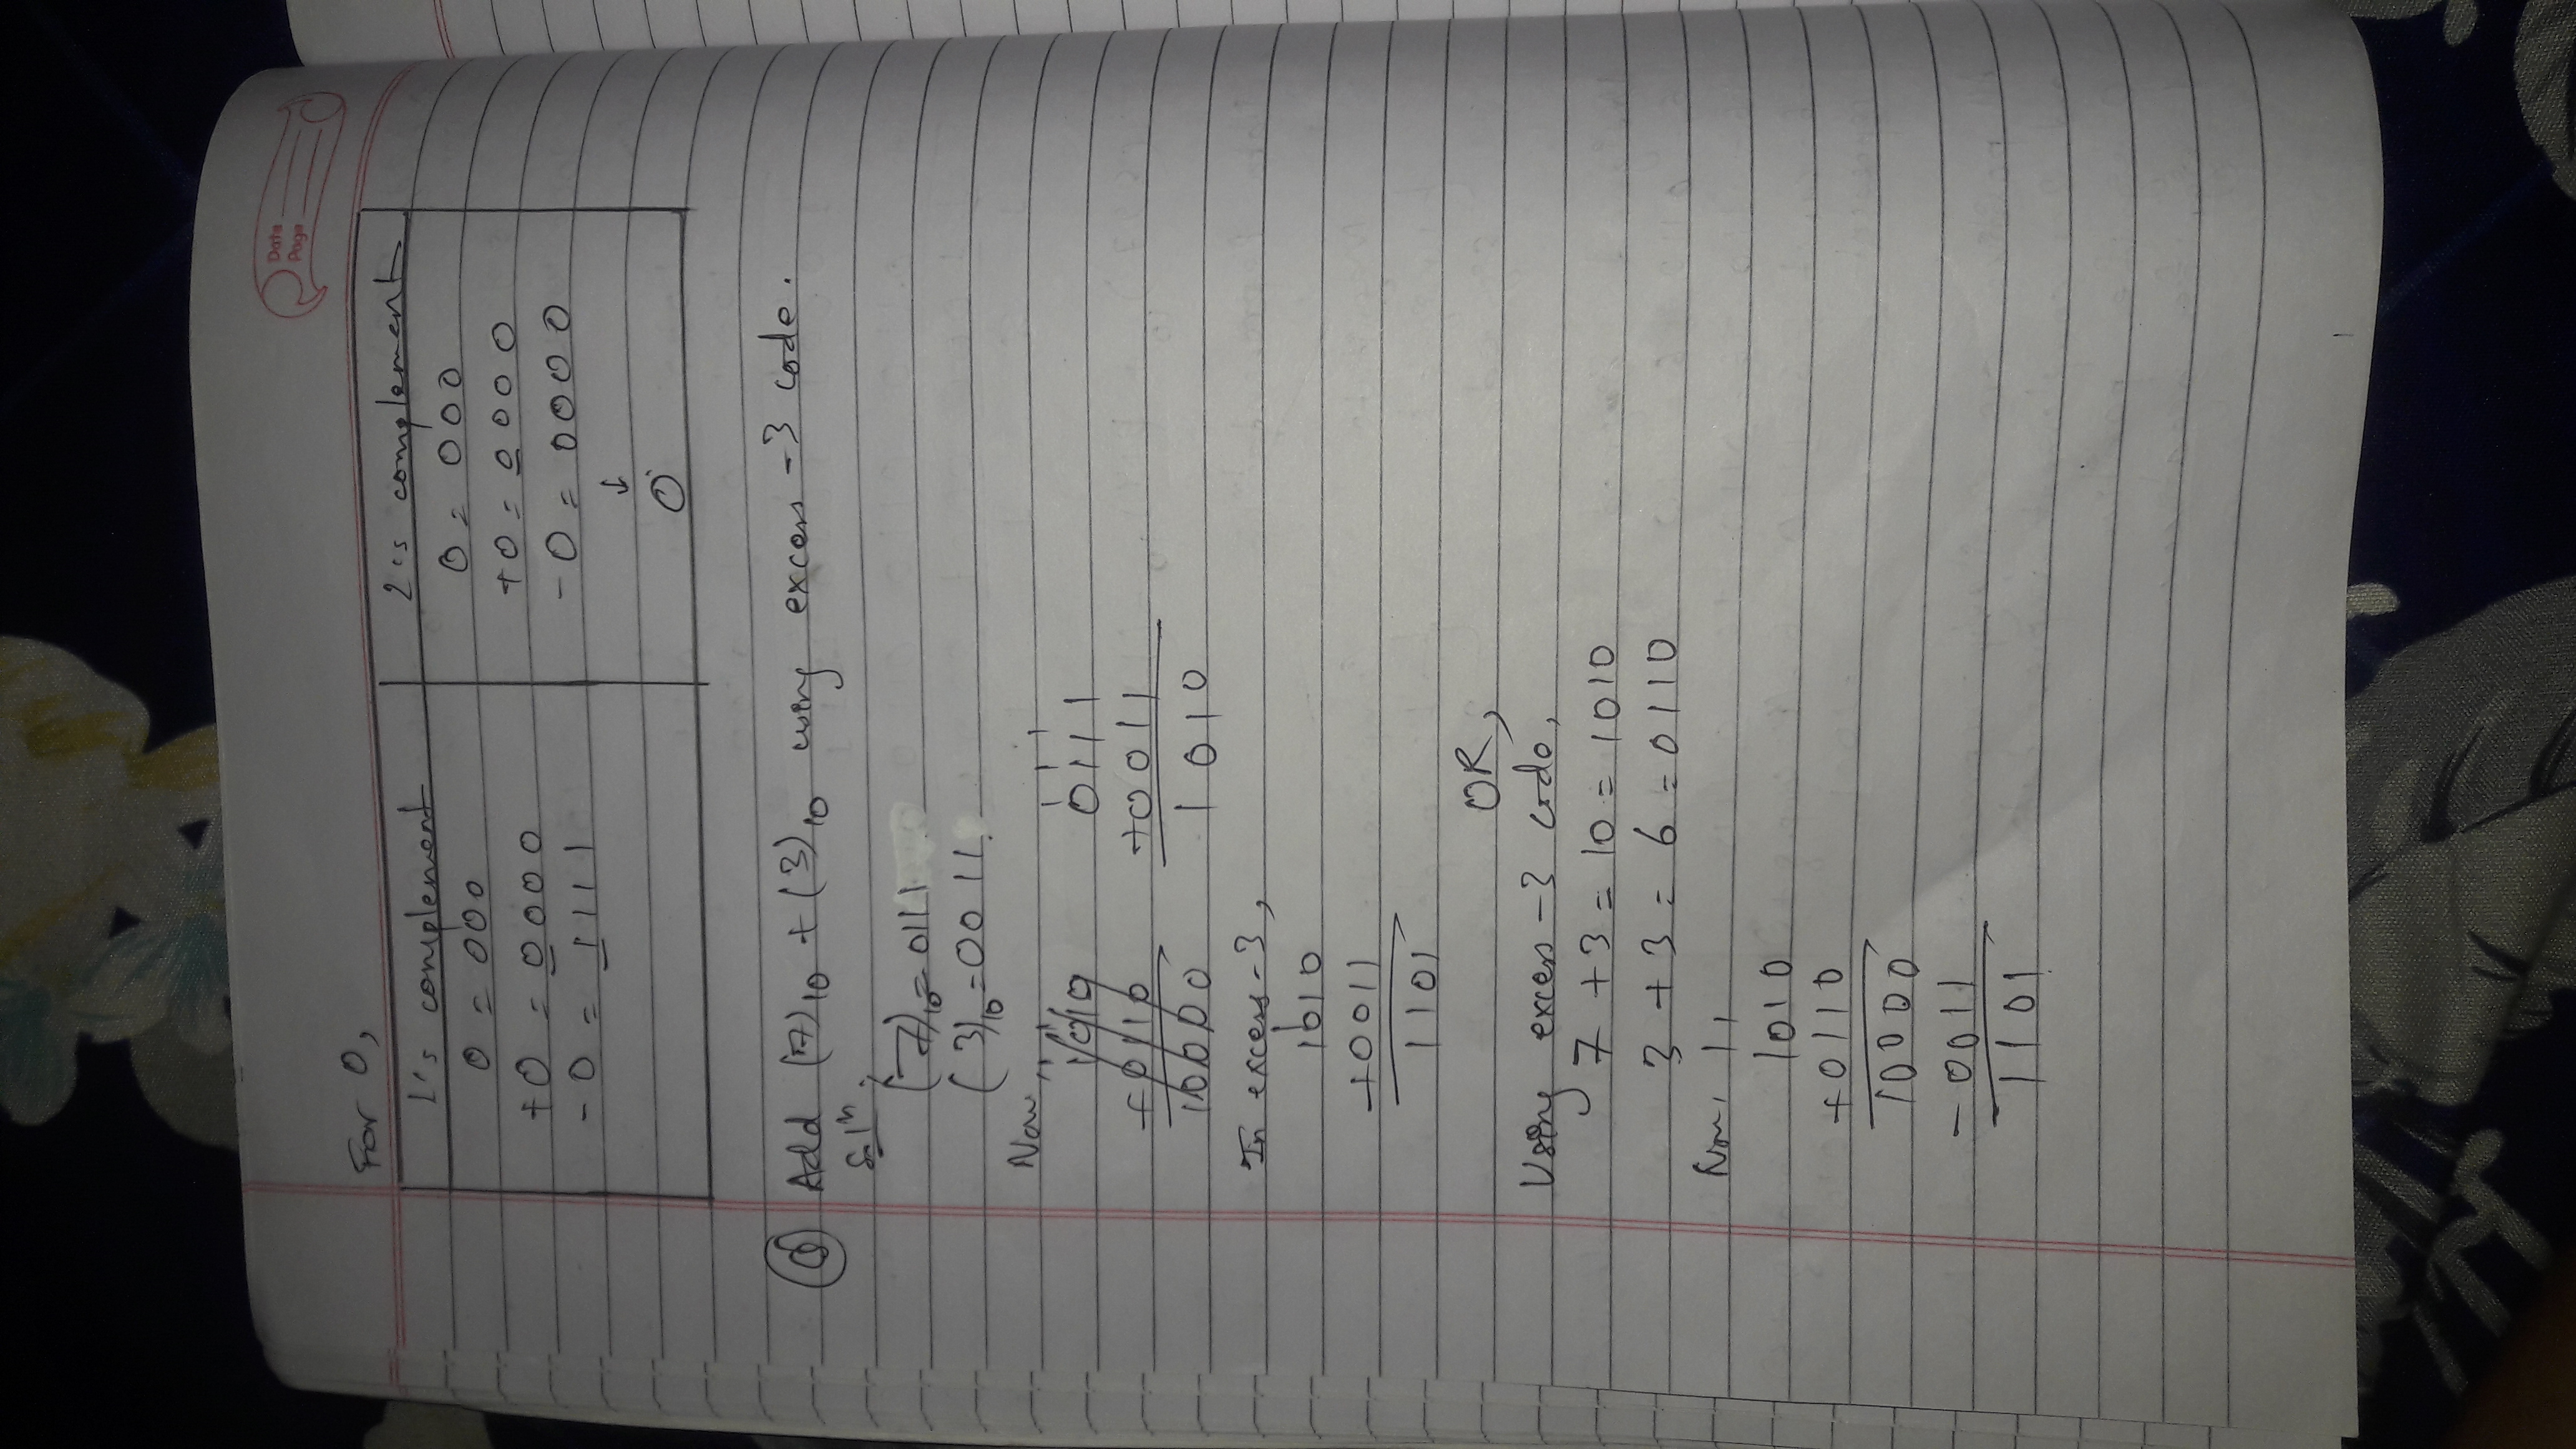 Date
Page
For 0,
1's complement
2's complement
0 = 000
0 = 000
+0 = 0000
+0 = 0000
-0 = 1111
-0 = 0000
↓
0
Q Add (7)10 + (3)10 using excess-3 code.
Solⁿ:
(7)10 = 0111
(3)10 = 0011
Now,
111
1010 0111
+0110 +0011
10000 1010
In excess-3,
1
1010
+0011
1101
OR,
Using excess-3 code,
7 + 3 = 10 = 1010
3 + 3 = 6 = 0110
Now, 11
1010
+0110
10000
-0011
1101